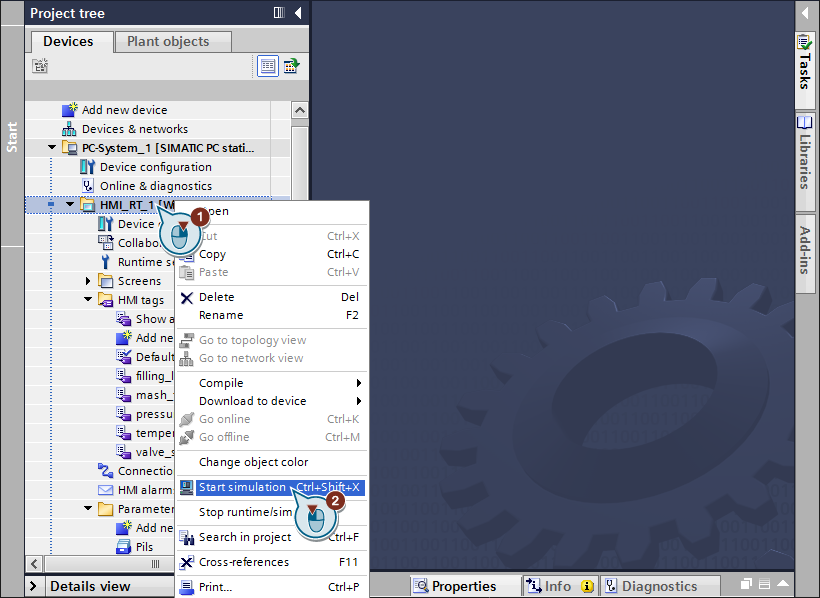 Project tree
Devices
Plant objects
Start
Add new device
Devices & networks
PC-System_1 [SIMATIC PC stati...
Device configuration
Online & diagnostics
HMI_RT_1 [W
1
Device
Collabo
Runtime se
Screens
HMI tags
Show a
Add ne
Default
filling_l
mash_
pressu
temper
valve_s
Connectio
HMI alarm
Parameter
Add ne
Pils
Open
Cut Ctrl+X
Copy Ctrl+C
Paste Ctrl+V
Delete Del
Rename F2
Go to topology view
Go to network view
Compile
Download to device
Go online Ctrl+K
Go offline Ctrl+M
Change object color
Start simulation Ctrl+Shift+X
2
Stop runtime/sim
Search in project Ctrl+F
Cross-references F11
Print... Ctrl+P
Details view
Properties
Info
Diagnostics
Tasks
Libraries
Add-ins